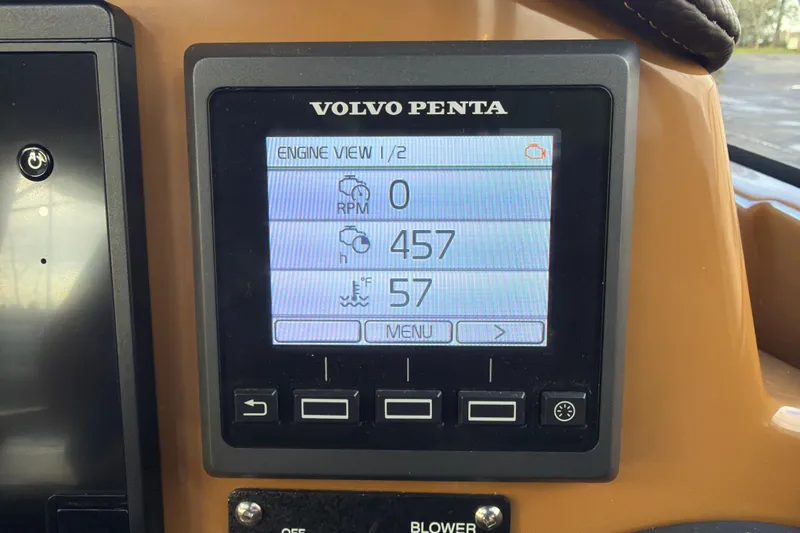 VOLVO PENTA
ENGINE VIEW 1/2
RPM 0
h 457
°F 57
MENU >
OFF BLOWER